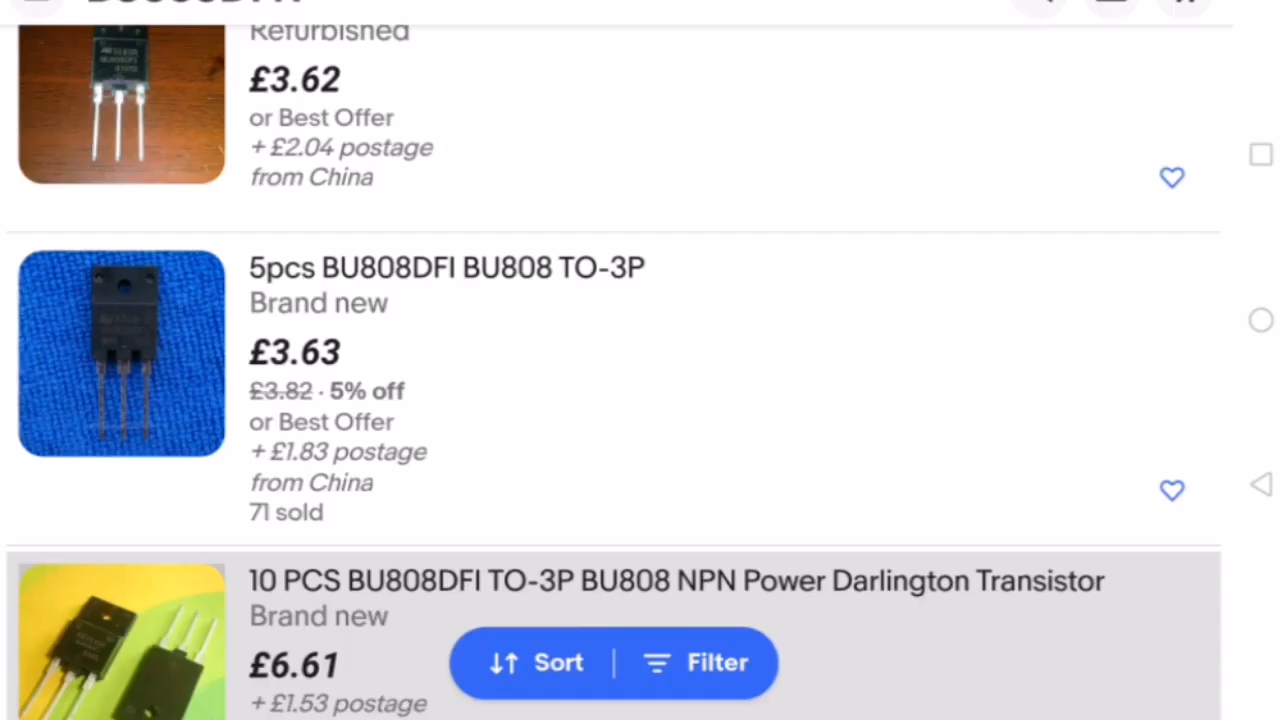 Refurbished
£3.62
or Best Offer
+ £2.04 postage
from China
5pcs BU808DFI BU808 TO-3P
Brand new
£3.63
£3.82 · 5% off
or Best Offer
+ £1.83 postage
from China
71 sold
10 PCS BU808DFI TO-3P BU808 NPN Power Darlington Transistor
Brand new
£6.61
+ £1.53 postage
Sort
Filter